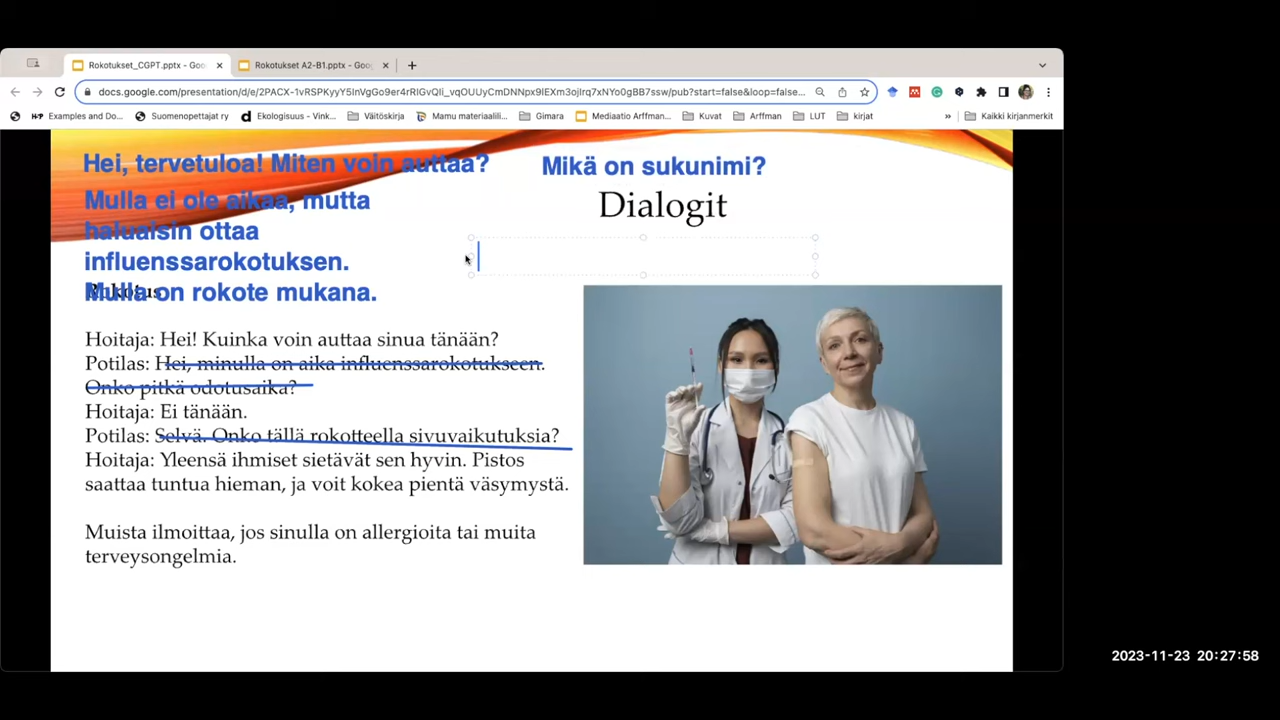 Rokotukset_CGPT.pptx - Goo
Rokotukset A2-B1.pptx - Goo
docs.google.com/presentation/d/e/2PACX-1vRSPKyyY5InVgGo9er4rRIGvQIi_vqOUUyCmDNNpx9IEXm3ojIrq7xNYo0gBB7ssw/pub?start=false&loop=false...
Examples and Do...
Suomenopettajat ry
Ekologisuus - Vink...
Väitöskirja
Mamu materiaalili...
Gimara
Mediaatio Arffman...
Kuvat
Arffman
LUT
kirjat
»
Kaikki kirjanmerkit
Hei, tervetuloa! Miten voin auttaa?
Mikä on sukunimi?
Mulla ei ole aikaa, mutta
haluaisin ottaa
influenssarokotuksen.
Mulla on rokote mukana.
Dialogit
Hoitaja: Hei! Kuinka voin auttaa sinua tänään?
Potilas: Hei, minulla on aika influenssarokotukseen.
Onko pitkä odotusaika?
Hoitaja: Ei tänään.
Potilas: Selvä. Onko tällä rokotteella sivuvaikutuksia?
Hoitaja: Yleensä ihmiset sietävät sen hyvin. Pistos
saattaa tuntua hieman, ja voit kokea pientä väsymystä.
Muista ilmoittaa, jos sinulla on allergioita tai muita
terveysongelmia.
2023-11-23 20:27:58